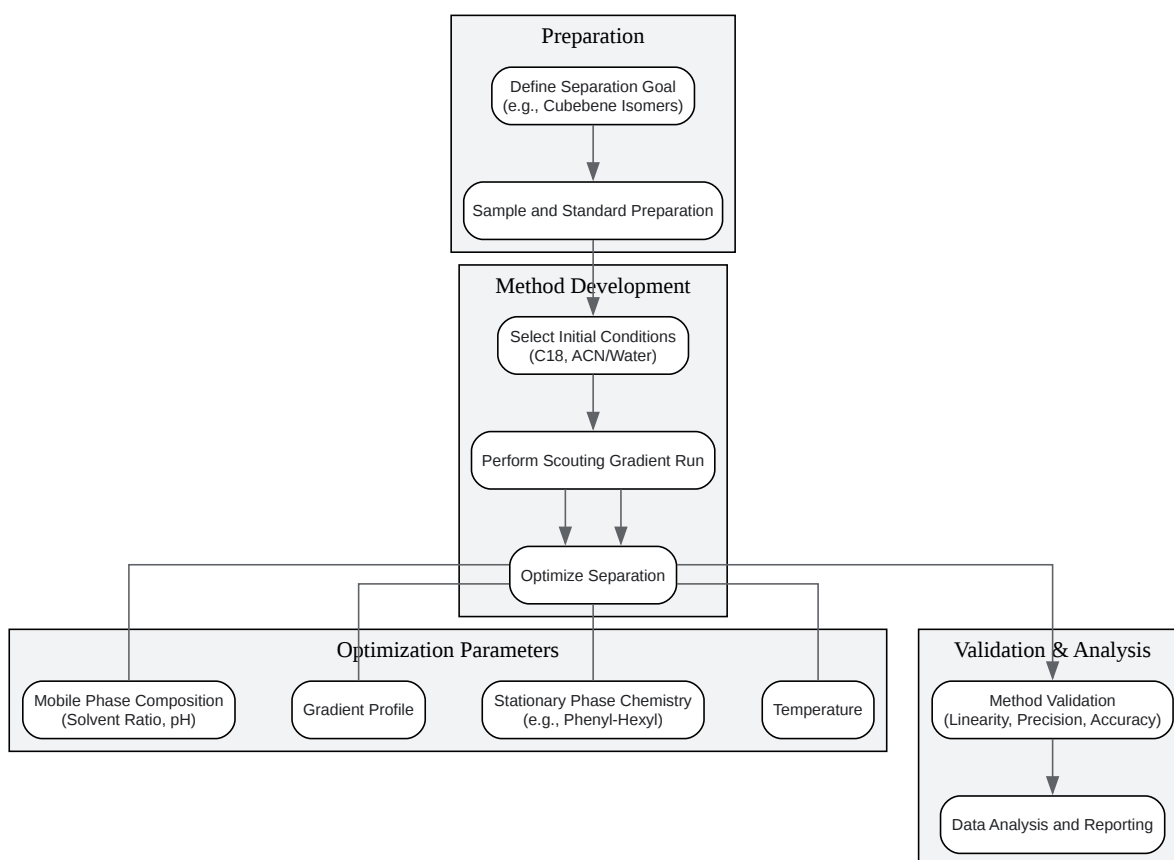 Preparation
Define Separation Goal
(e.g., Cubebene Isomers)
Sample and Standard Preparation
Method Development
Select Initial Conditions
(C18, ACN/Water)
Perform Scouting Gradient Run
Optimize Separation
Optimization Parameters
Mobile Phase Composition
(Solvent Ratio, pH)
Gradient Profile
Stationary Phase Chemistry
(e.g., Phenyl-Hexyl)
Temperature
Validation & Analysis
Method Validation
(Linearity, Precision, Accuracy)
Data Analysis and Reporting